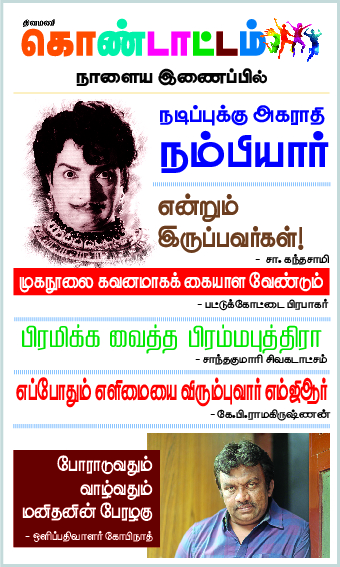 தினமணி
கொண்டாட்டம்
நாளைய இணைப்பில்
நடிப்புக்கு அகராதி
நம்பியார்
என்றும்
இருப்பவர்கள்!
- சா. கந்தசாமி
முகநூலை கவனமாகக் கையாள வேண்டும்
- பட்டுக்கோட்டை பிரபாகர்
பிரமிக்க வைத்த பிரம்மபுத்திரா
- சாந்தகுமாரி சிவகடாட்சம்
எப்போதும் எளிமையை விரும்புவார் எம்ஜிஆர்
- கே.பி.ராமகிருஷ்ணன்
போராடுவதும்
வாழ்வதும்
மனிதனின் பேரழகு
- ஒளிப்பதிவாளர் கோபிநாத்